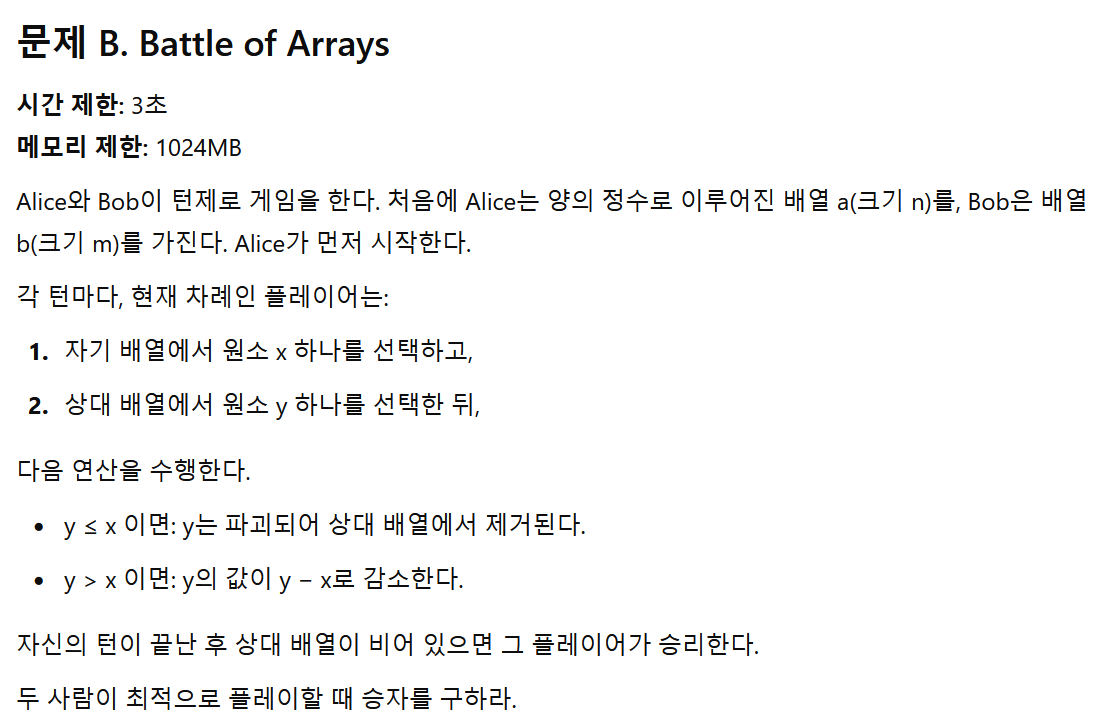 문제 B. Battle of Arrays
시간 제한: 3초
메모리 제한: 1024MB
Alice와 Bob이 턴제로 게임을 한다. 처음에 Alice는 양의 정수로 이루어진 배열 a(크기 n)를, Bob은 배열
b(크기 m)를 가진다. Alice가 먼저 시작한다.
각 턴마다, 현재 차례인 플레이어는:
1. 자기 배열에서 원소 x 하나를 선택하고,
2. 상대 배열에서 원소 y 하나를 선택한 뒤,
다음 연산을 수행한다.
• y ≤ x 이면: y는 파괴되어 상대 배열에서 제거된다.
• y > x 이면: y의 값이 y − x로 감소한다.
자신의 턴이 끝난 후 상대 배열이 비어 있으면 그 플레이어가 승리한다.
두 사람이 최적으로 플레이할 때 승자를 구하라.